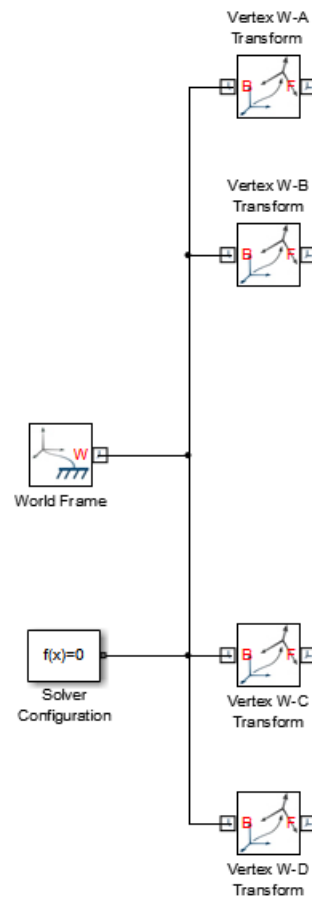 Vertex W-A
Transform
B F
Vertex W-B
Transform
B F
W
World Frame
f(x)=0
Solver
Configuration
B F
Vertex W-C
Transform
B F
Vertex W-D
Transform